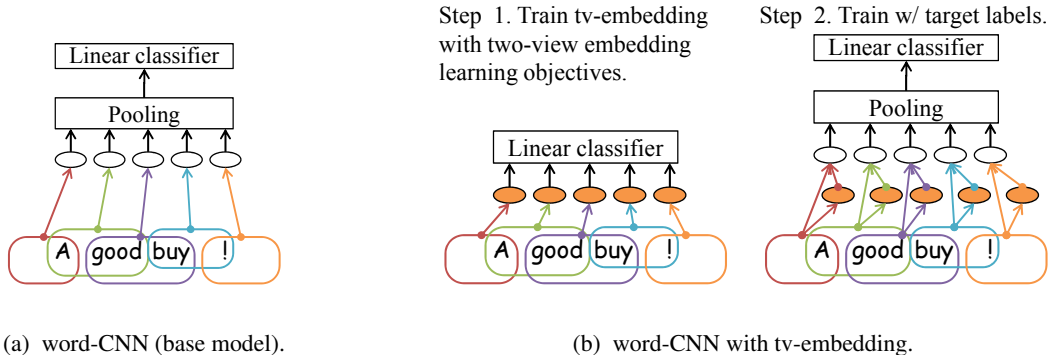 Linear classifier
Pooling
A good buy !
(a) word-CNN (base model).
Step 1. Train tv-embedding
with two-view embedding
learning objectives.
Linear classifier
A good buy !
Step 2. Train w/ target labels.
Linear classifier
Pooling
A good buy !
(b) word-CNN with tv-embedding.